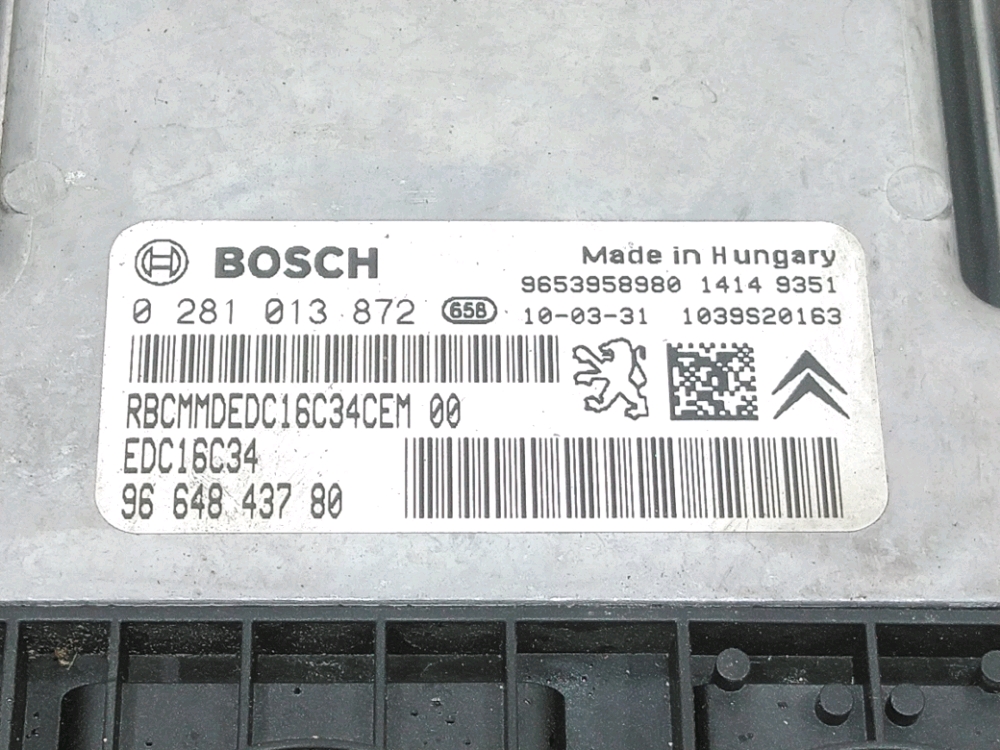 BOSCH
Made in Hungary
9653958980 1414 9351
0 281 013 872 658 10-03-31 1039S20163
RBCMMDEDC16C34CEM 00
EDC16C34
96 648 437 80